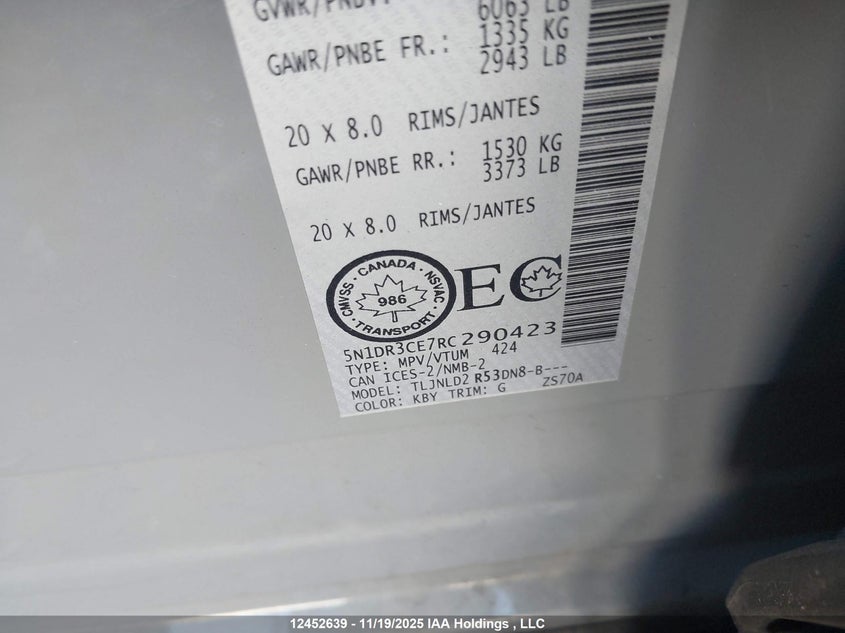 GVWR/PNBV:
6063 LB
GAWR/PNBE FR.: 1335 KG
2943 LB
20 X 8.0 RIMS/JANTES
GAWR/PNBE RR.: 1530 KG
3373 LB
20 X 8.0 RIMS/JANTES
CMVSS · CANADA · NSVAC · TRANSPORT ·
986
EC
5N1DR3CE7RC290423
TYPE: MPV/VTUM 424
CAN ICES-2/NMB-2
MODEL: TLJNLD2 R53DN8-B---
COLOR: KBY TRIM: G ZS70A
12452639 - 11/19/2025 IAA Holdings , LLC